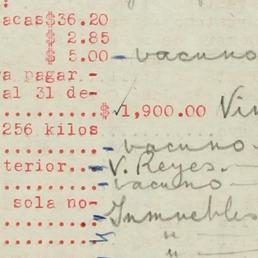 acas$36.20
$ 2.85
$ 5.00 - vacuno
a pagar -
al 31 de-
........$ 1,900.00 Vin
256 kilos
........ - vacuno -
terior.... - V. Reyes. -
........ - vacuno -
sola no-
........ Inmuebles
........ "
........ "